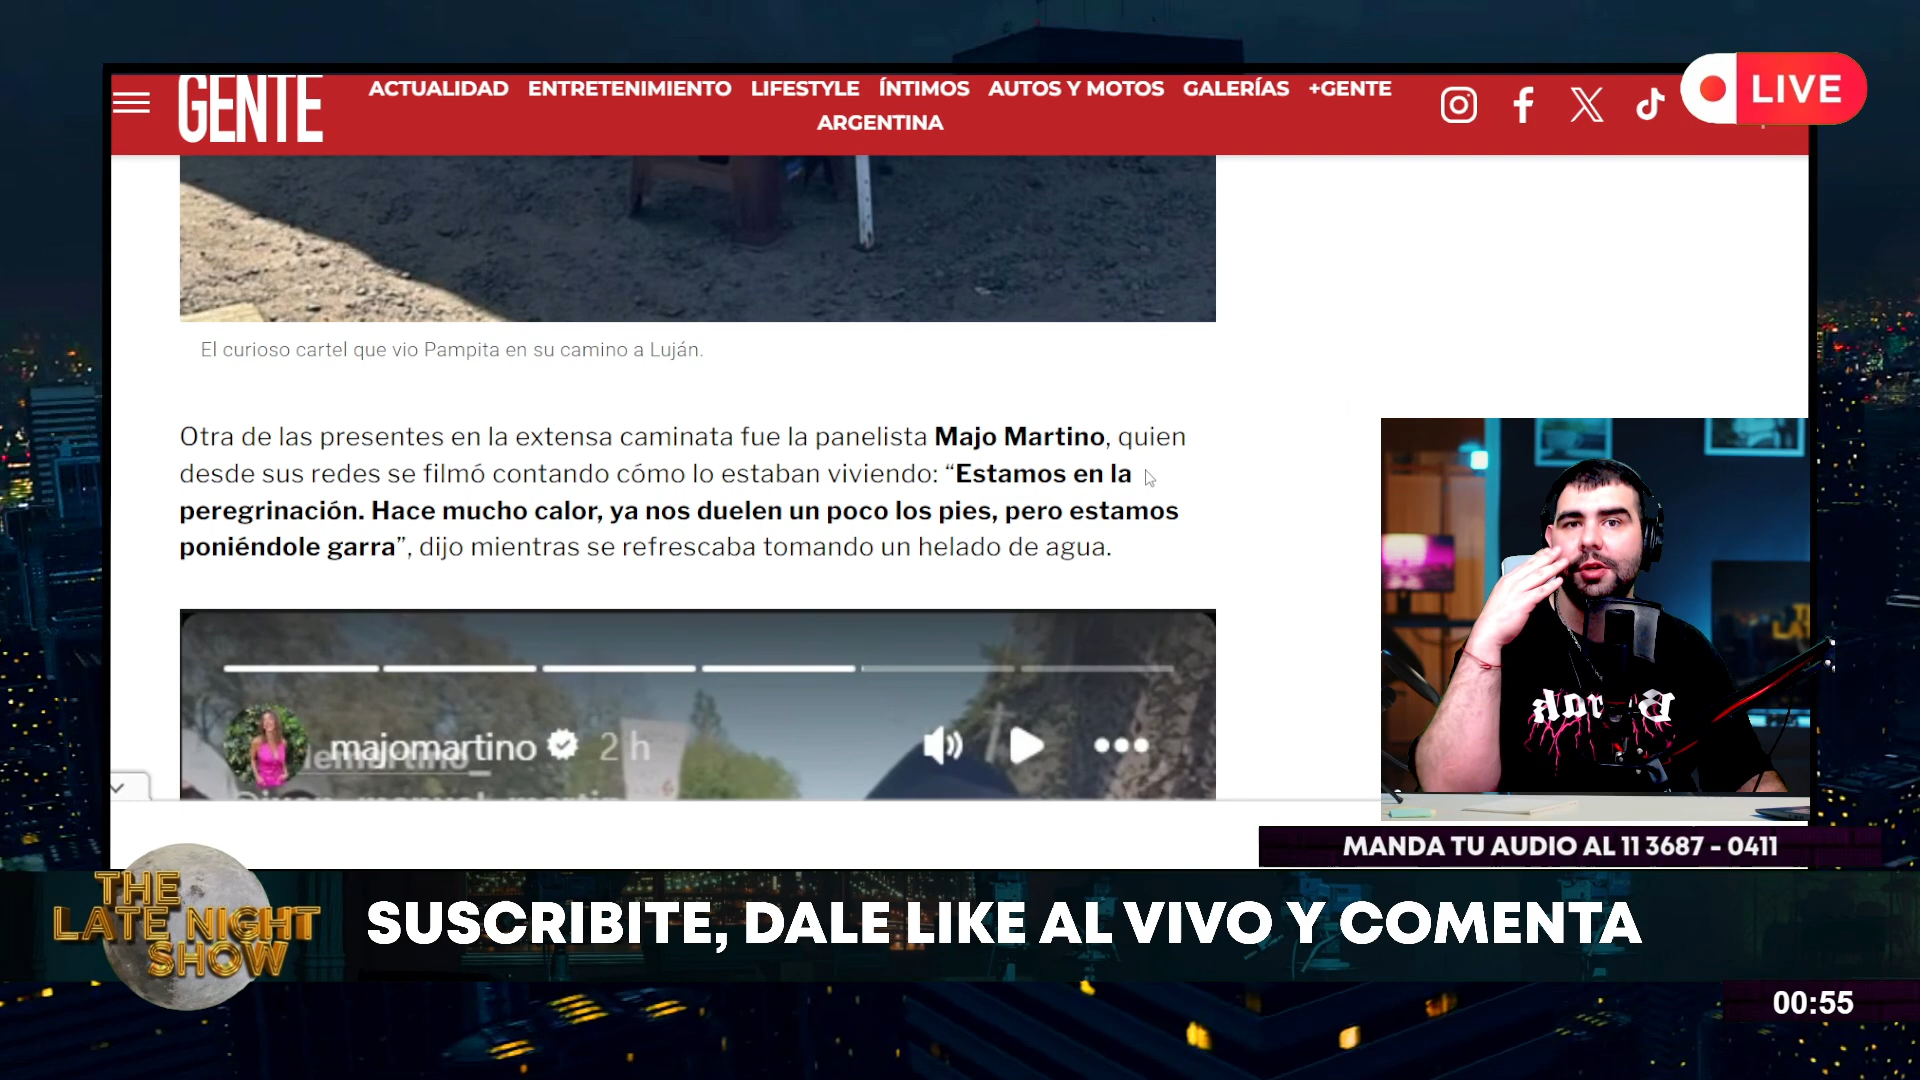 GENTE
ACTUALIDAD ENTRETENIMIENTO LIFESTYLE ÍNTIMOS AUTOS Y MOTOS GALERÍAS +GENTE
ARGENTINA
LIVE
El curioso cartel que vio Pampita en su camino a Luján.
Otra de las presentes en la extensa caminata fue la panelista Majo Martino, quien
desde sus redes se filmó contando cómo lo estaban viviendo: “Estamos en la
peregrinación. Hace mucho calor, ya nos duelen un poco los pies, pero estamos
poniéndole garra”, dijo mientras se refrescaba tomando un helado de agua.
majomartino 2 h
MANDA TU AUDIO AL 11 3687 - 0411
THE
LATE NIGHT
SHOW
SUSCRIBITE, DALE LIKE AL VIVO Y COMENTA
00:55